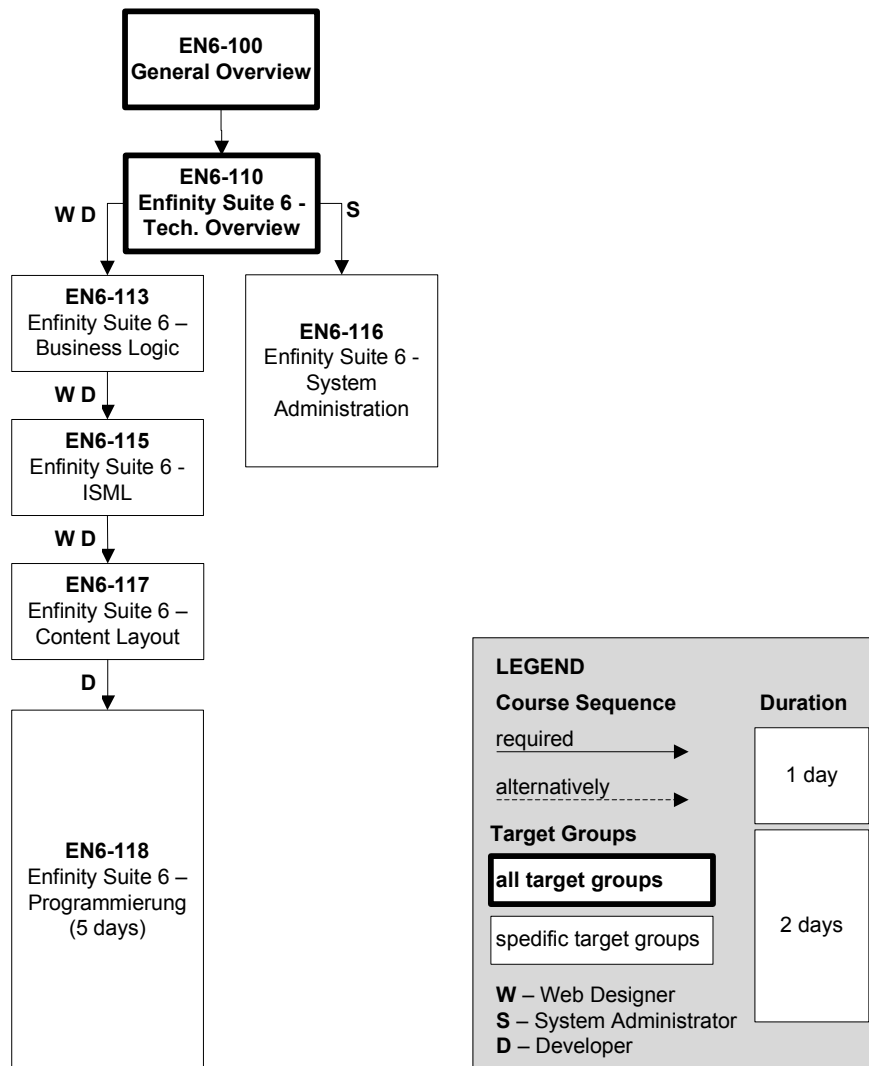 EN6-100
General Overview
EN6-110
Enfinity Suite 6 -
Tech. Overview
W D
S
EN6-113
Enfinity Suite 6 –
Business Logic
EN6-116
Enfinity Suite 6 -
System
Administration
W D
EN6-115
Enfinity Suite 6 -
ISML
W D
EN6-117
Enfinity Suite 6 –
Content Layout
D
EN6-118
Enfinity Suite 6 –
Programmierung
(5 days)
LEGEND
Course Sequence
Duration
required
1 day
alternatively
Target Groups
all target groups
2 days
spedific target groups
W – Web Designer
S – System Administrator
D – Developer